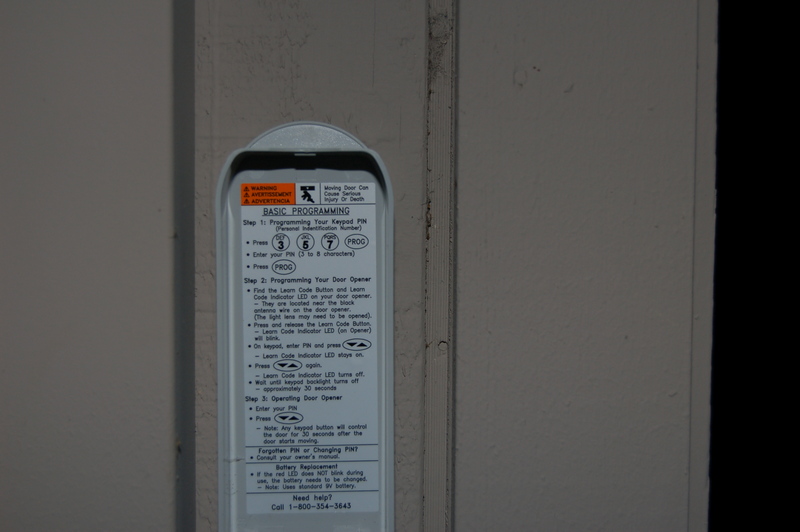 WARNING
AVERTISSEMENT
ADVERTENCIA
Moving Door Can
Cause Serious
Injury Or Death
BASIC PROGRAMMING
Step 1: Programming Your Keypad PIN
(Personal Indentification Number)
• Press DEF 3 JKL 5 PQRS 7 PROG
• Enter your PIN (3 to 8 characters)
• Press PROG
Step 2: Programming Your Door Opener
• Find the Learn Code Button and Learn
Code Indicator LED on your door opener.
– They are located near the black
antenna wire on the door opener.
(The light lens may need to be opened).
• Press and release the Learn Code Button.
– Learn Code Indicator LED (on Opener)
will blink.
• On keypad, enter PIN and press
– Learn Code Indicator LED stays on.
• Press again.
– Learn Code Indicator LED turns off.
• Wait until keypad backlight turns off
– approximately 30 seconds
Step 3: Operating Door Opener
• Enter your PIN
• Press
– Note: Any keypad button will control
the door for 30 seconds after the
door starts moving.
Forgotten PIN or Changing PIN?
• Consult your owner's manual.
Battery Replacement
• If the red LED does NOT blink during
use, the battery needs to be changed.
– Note: Uses standard 9V battery.
Need help?
Call 1-800-354-3643